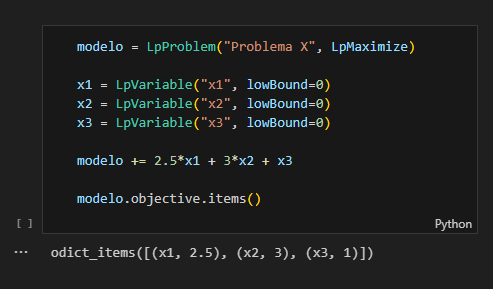 modelo = LpProblem("Problema X", LpMaximize)
x1 = LpVariable("x1", lowBound=0)
x2 = LpVariable("x2", lowBound=0)
x3 = LpVariable("x3", lowBound=0)
modelo += 2.5*x1 + 3*x2 + x3
modelo.objective.items()
[ ]
Python
... odict_items([(x1, 2.5), (x2, 3), (x3, 1)])